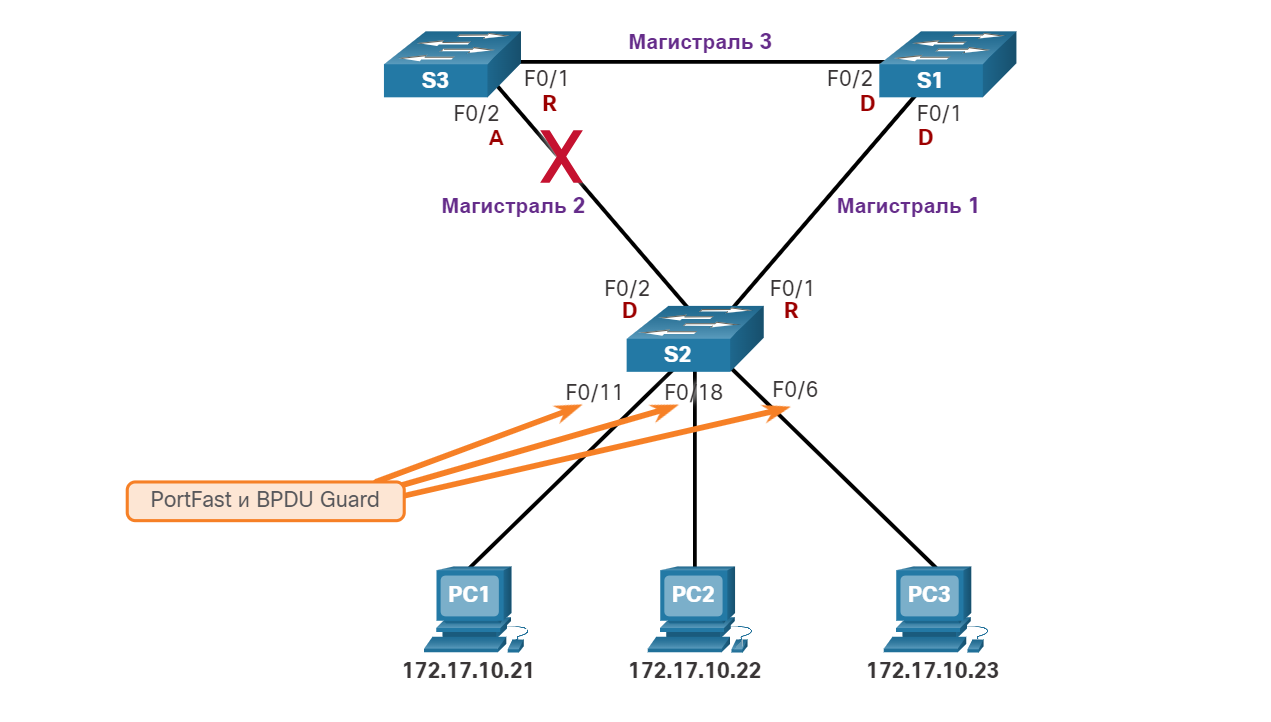 Магистраль 3
S3
S1
F0/1
R
F0/2
D
F0/2
A
F0/1
D
X
Магистраль 2
Магистраль 1
F0/2
D
F0/1
R
S2
F0/11
F0/18
F0/6
PortFast и BPDU Guard
PC1
PC2
PC3
172.17.10.21
172.17.10.22
172.17.10.23